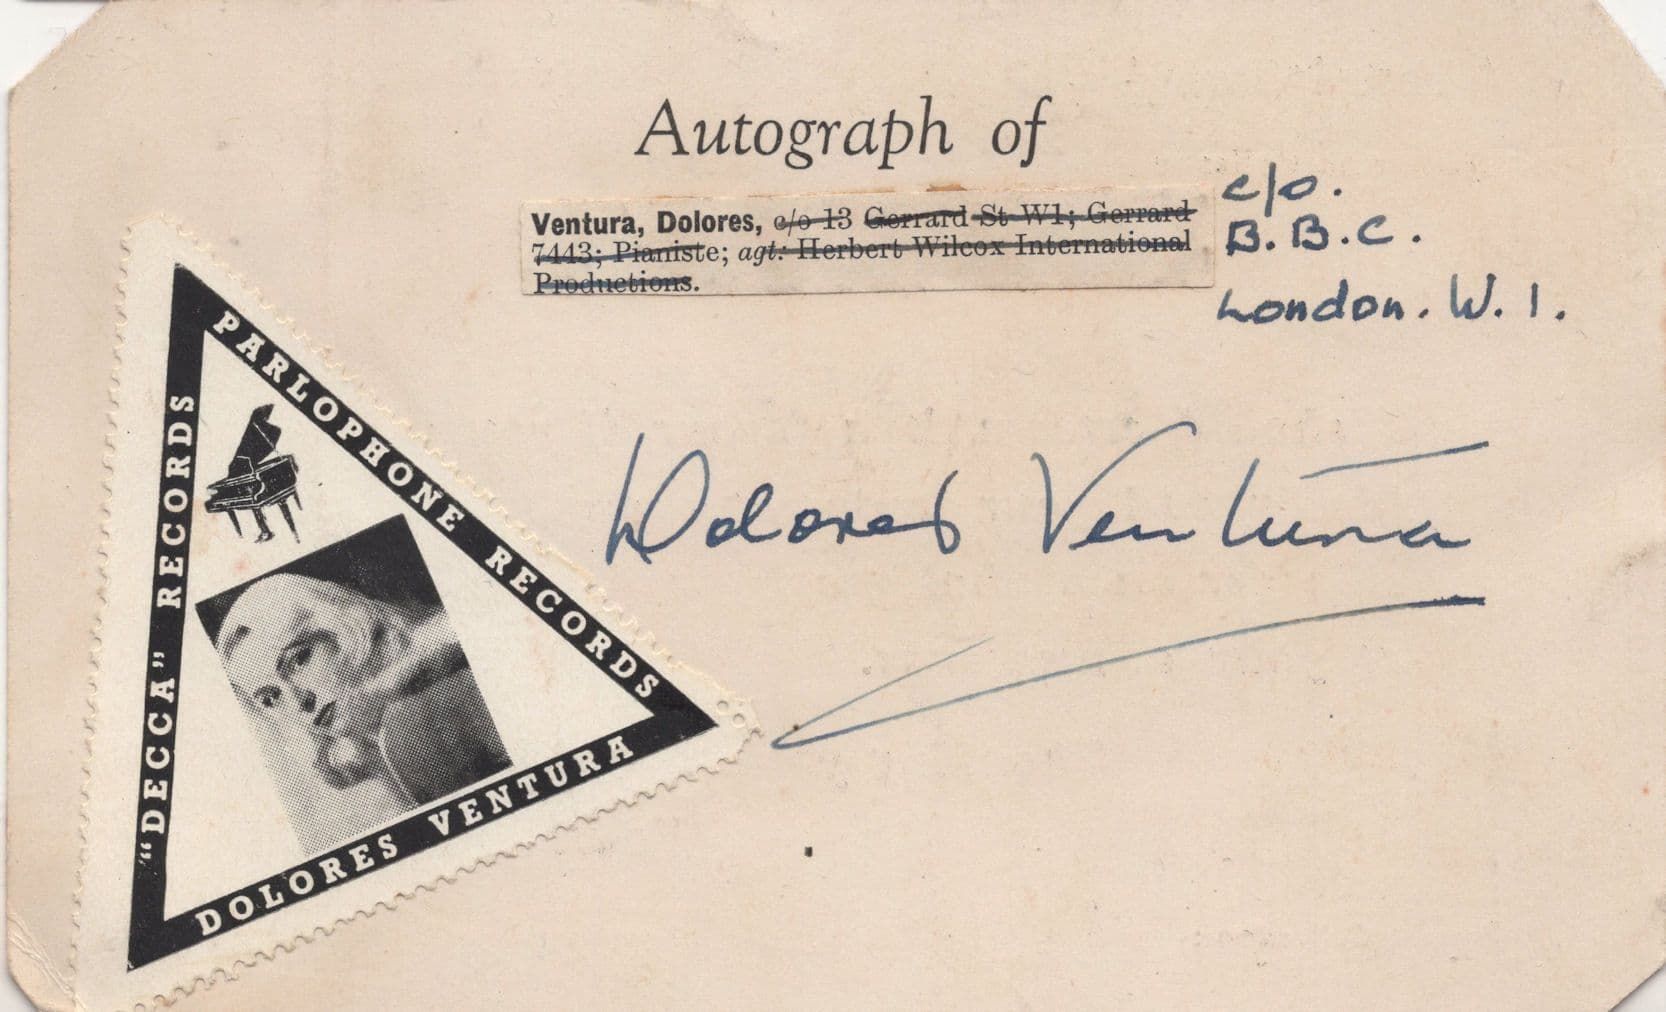 Autograph of
Ventura, Dolores, c/o 13 Gerrard St W1; Gerrard
7443; Pianiste; agt: Herbert Wilcox International
Productions.
c/o.
B.B.C.
London. W.1.
Dolores Ventura
"DECCA" RECORDS
PARLOPHONE RECORDS
DOLORES VENTURA